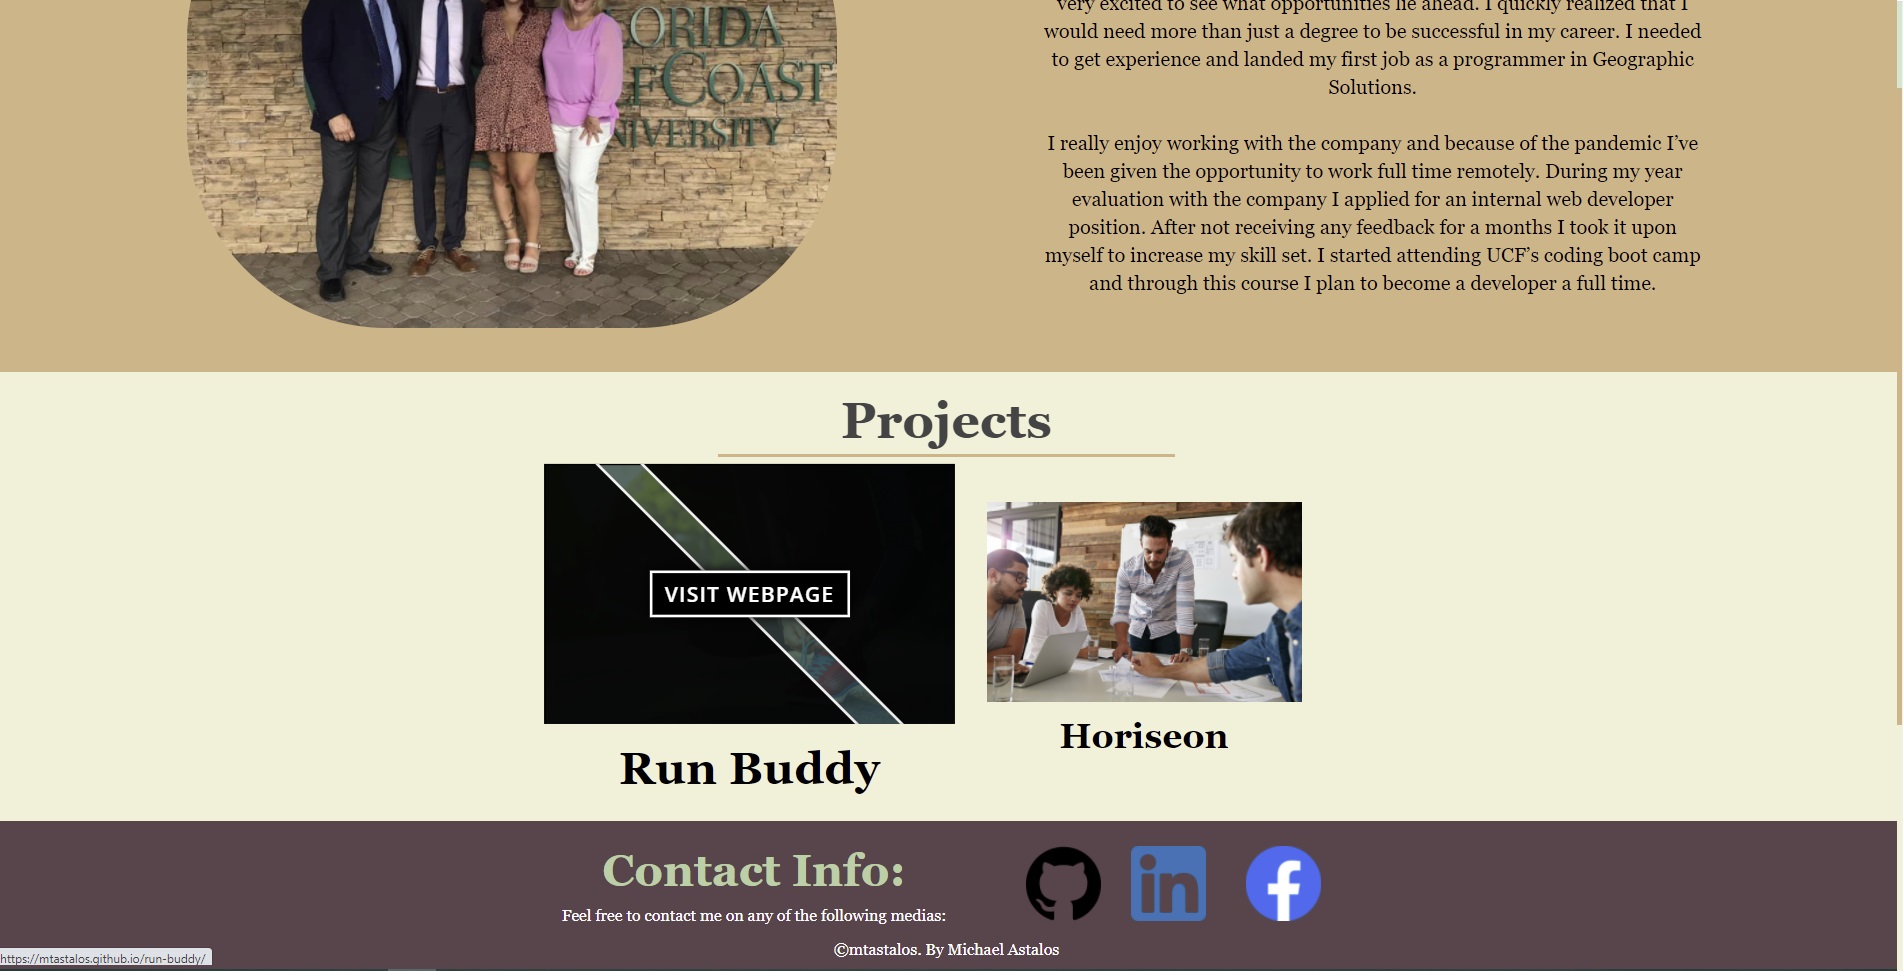 ORIDA
FCOAST
NIVERSITY
very excited to see what opportunities lie ahead. I quickly realized that I
would need more than just a degree to be successful in my career. I needed
to get experience and landed my first job as a programmer in Geographic
Solutions.
I really enjoy working with the company and because of the pandemic I’ve
been given the opportunity to work full time remotely. During my year
evaluation with the company I applied for an internal web developer
position. After not receiving any feedback for a months I took it upon
myself to increase my skill set. I started attending UCF’s coding boot camp
and through this course I plan to become a developer a full time.
Projects
VISIT WEBPAGE
Run Buddy
Horiseon
Contact Info:
Feel free to contact me on any of the following medias:
in
f
©mtastalos. By Michael Astalos
https://mtastalos.github.io/run-buddy/